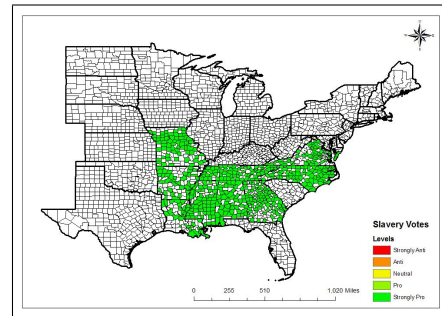 Slavery Votes
Levels
Strongly Anti
Anti
Neutral
Pro
Strongly Pro
0 255 510 1,020 Miles